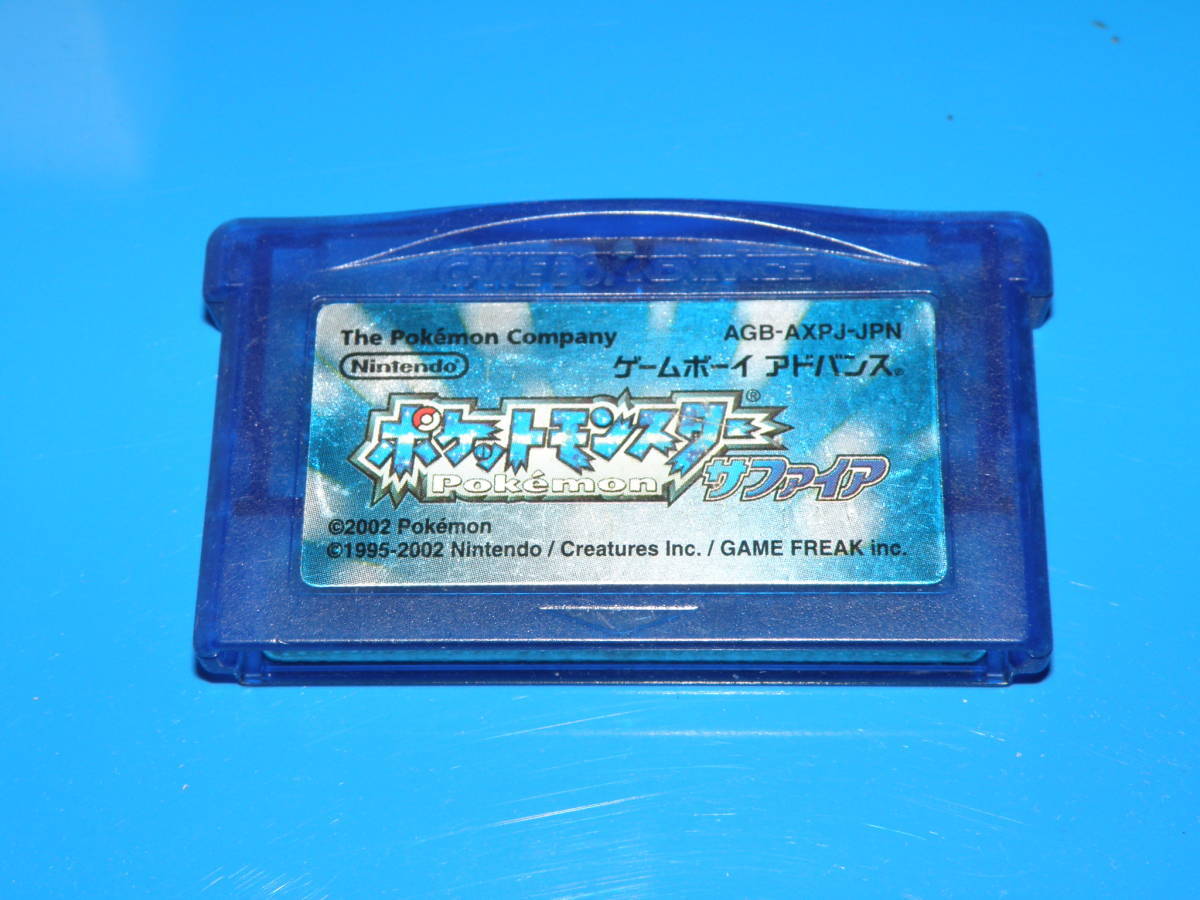 GAME BOY ADVANCE
The Pokémon Company AGB-AXPJ-JPN
Nintendo ゲームボーイ アドバンス®
ポケットモンスター®
Pokémon サファイア
©2002 Pokémon
©1995-2002 Nintendo / Creatures Inc. / GAME FREAK inc.